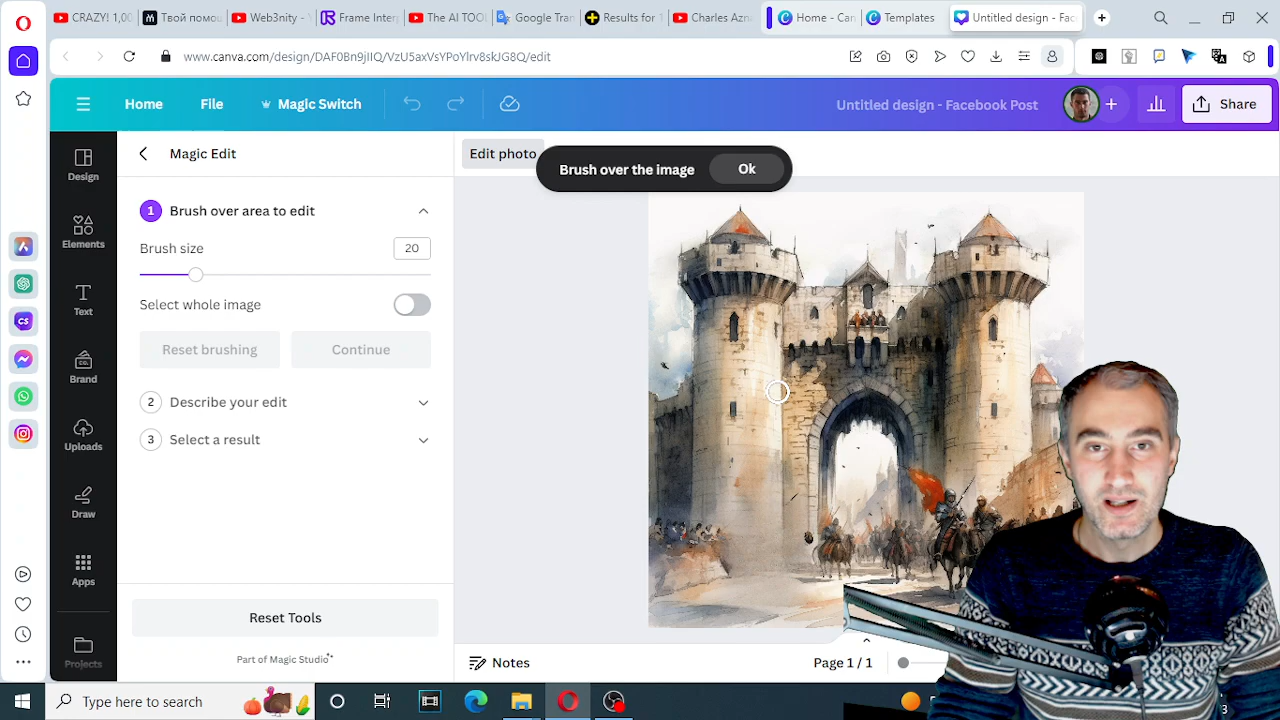 CRAZY! 1,00
Твой помощ
Web3nity -
Frame Inter
The AI TOO
Google Tran
Results for 1
Charles Azna
Home - Can
Templates
Untitled design - Face
www.canva.com/design/DAF0Bn9jIIQ/VzU5axVsYPoYlrv8skJG8Q/edit
Home
File
Magic Switch
Untitled design - Facebook Post
Share
Design
Elements
Text
Brand
Uploads
Draw
Apps
Projects
Magic Edit
1 Brush over area to edit
Brush size
20
Select whole image
Reset brushing
Continue
2 Describe your edit
3 Select a result
Reset Tools
Part of Magic Studio
Edit photo
Brush over the image
Ok
Notes
Page 1 / 1
Type here to search